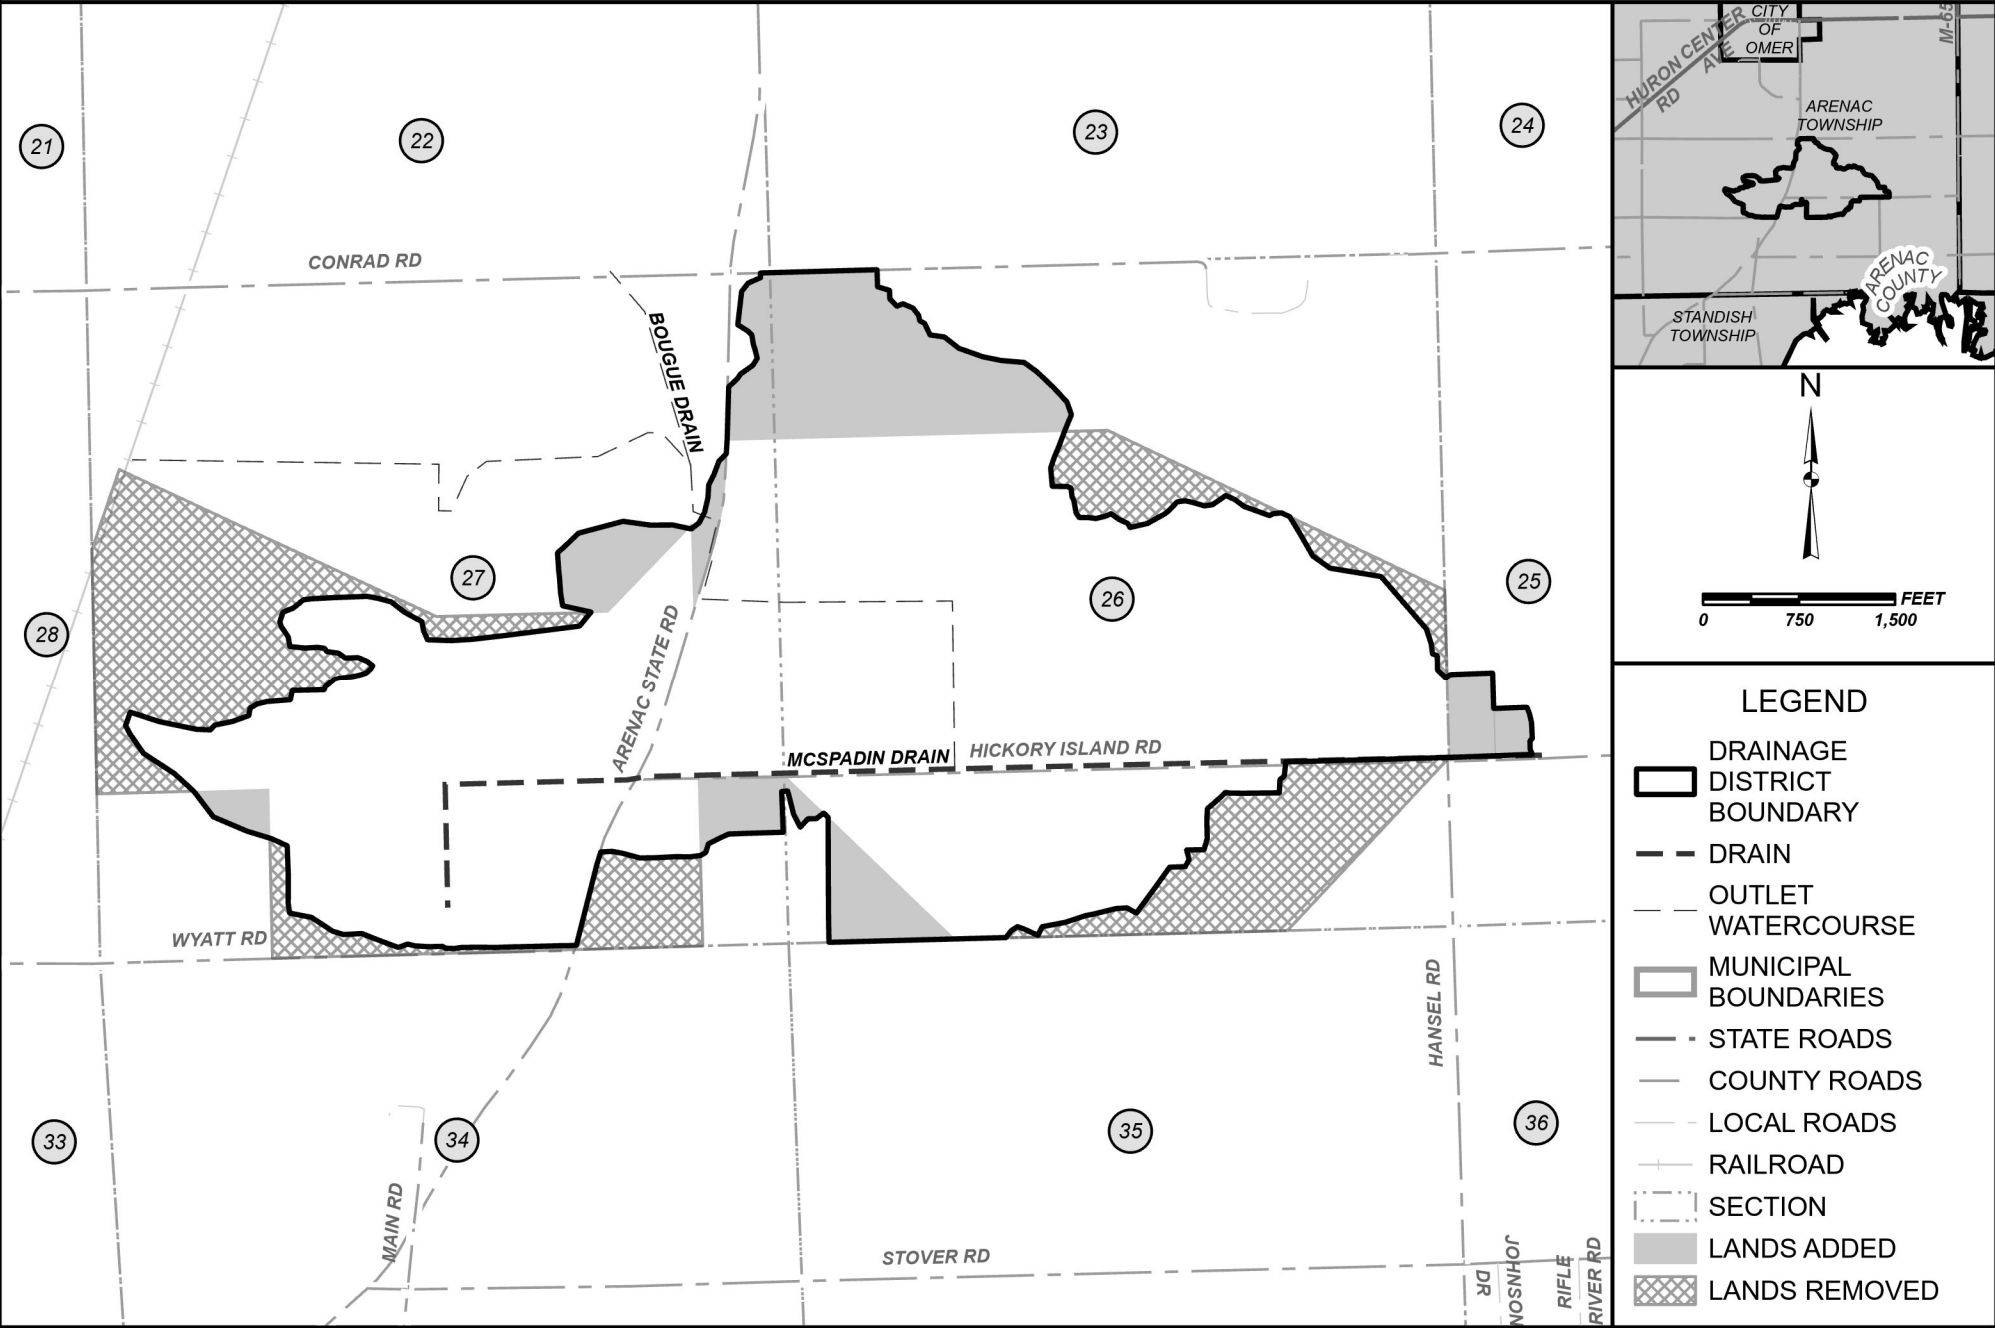 21
22
23
24
CONRAD RD
BOUGUE DRAIN
27
26
25
28
ARENAC STATE RD
MCSPADIN DRAIN
HICKORY ISLAND RD
WYATT RD
HANSEL RD
33
34
35
36
MAIN RD
STOVER RD
JOHNSON
DR
RIFLE
RIVER RD
CITY
OF
OMER
M-65
HURON CENTER
RD
AVE
ARENAC
TOWNSHIP
ARENAC
COUNTY
STANDISH
TOWNSHIP
N
FEET
0 750 1,500
LEGEND
DRAINAGE
DISTRICT
BOUNDARY
DRAIN
OUTLET
WATERCOURSE
MUNICIPAL
BOUNDARIES
STATE ROADS
COUNTY ROADS
LOCAL ROADS
RAILROAD
SECTION
LANDS ADDED
LANDS REMOVED